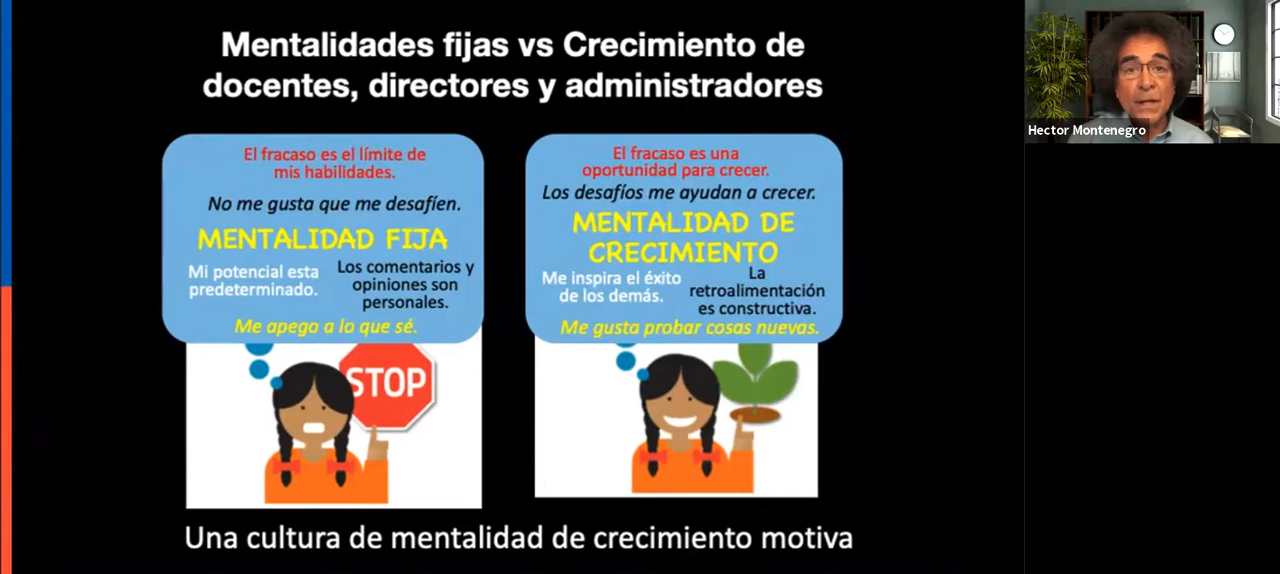 Mentalidades fijas vs Crecimiento de
docentes, directores y administradores
El fracaso es el límite de
mis habilidades.
No me gusta que me desafíen.
MENTALIDAD FIJA
Mi potencial esta
predeterminado.
Los comentarios y
opiniones son
personales.
Me apego a lo que sé.
STOP
El fracaso es una
oportunidad para crecer.
Los desafíos me ayudan a crecer.
MENTALIDAD DE
CRECIMIENTO
Me inspira el éxito
de los demás.
La
retroalimentación
es constructiva.
Me gusta probar cosas nuevas.
Una cultura de mentalidad de crecimiento motiva
Hector Montenegro